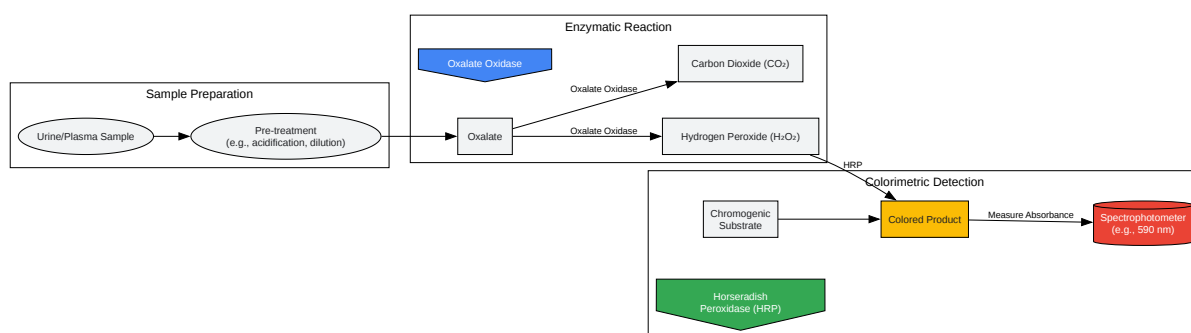 Enzymatic Reaction
Oxalate Oxidase
Carbon Dioxide (CO₂)
Oxalate Oxidase
Sample Preparation
Urine/Plasma Sample
Pre-treatment
(e.g., acidification, dilution)
Oxalate
Oxalate Oxidase
Hydrogen Peroxide (H₂O₂)
HRP
Colorimetric Detection
Chromogenic
Substrate
Colored Product
Measure Absorbance
Spectrophotometer
(e.g., 590 nm)
Horseradish
Peroxidase (HRP)